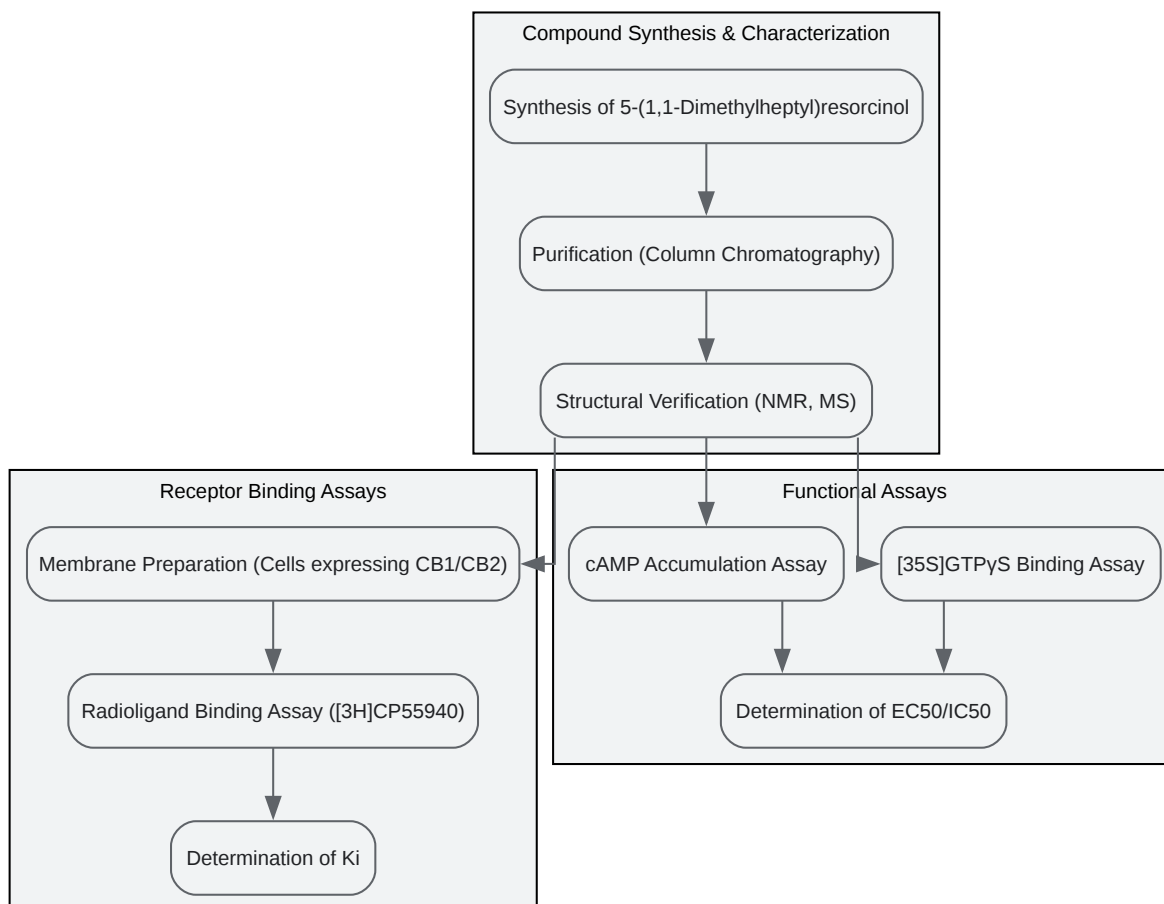 Compound Synthesis & Characterization
Synthesis of 5-(1,1-Dimethylheptyl)resorcinol
Purification (Column Chromatography)
Structural Verification (NMR, MS)
Receptor Binding Assays
Membrane Preparation (Cells expressing CB1/CB2)
Radioligand Binding Assay ([3H]CP55940)
Determination of Ki
Functional Assays
cAMP Accumulation Assay
[35S]GTPγS Binding Assay
Determination of EC50/IC50